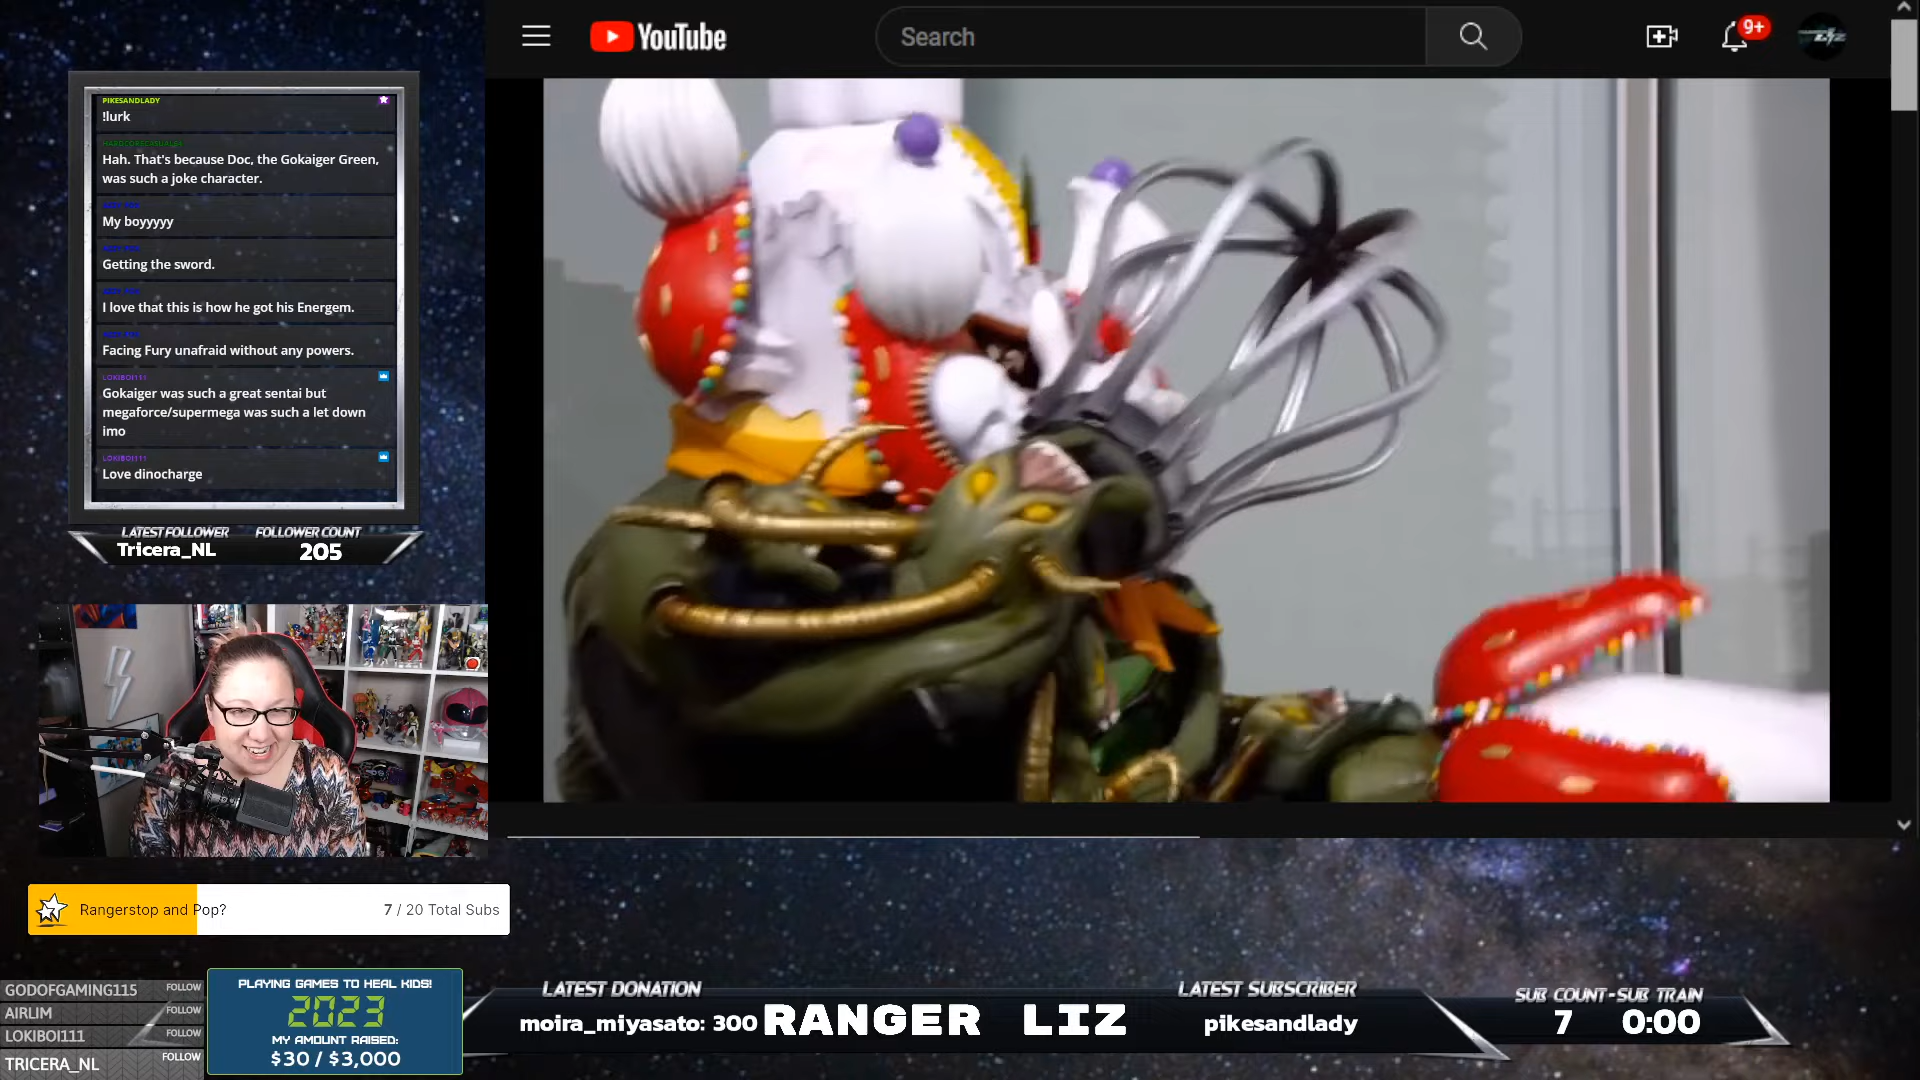 YouTube
Search
9+
PIKESANDLADY
!lurk
Hah. That's because Doc, the Gokaiger Green,
was such a joke character.
My boyyyyy
Getting the sword.
I love that this is how he got his Energem.
Facing Fury unafraid without any powers.
LOKIBOI111
Gokaiger was such a great sentai but
megaforce/supermega was such a let down
imo
LOKIBOI111
Love dinocharge
LATEST FOLLOWER
Tricera_NL
FOLLOWER COUNT
205
Rangerstop and Pop?
7 / 20 Total Subs
GODOFGAMING115 FOLLOW
AIRLIM FOLLOW
LOKIBOI111 FOLLOW
TRICERA_NL FOLLOW
PLAYING GAMES TO HEAL KIDS!
2023
MY AMOUNT RAISED:
$30 / $3,000
LATEST DONATION
moira_miyasato: 300
RANGER LIZ
LATEST SUBSCRIBER
pikesandlady
SUB COUNT - SUB TRAIN
7 0:00